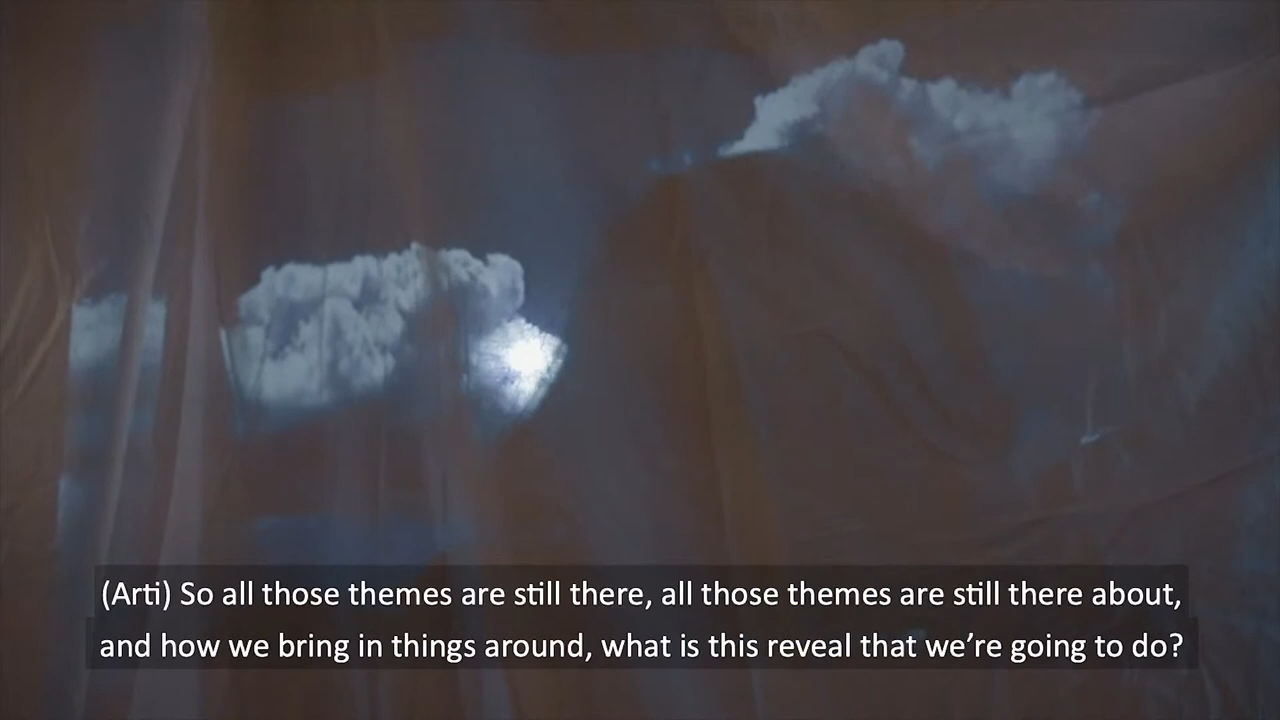 (Arti) So all those themes are still there, all those themes are still there about,
and how we bring in things around, what is this reveal that we’re going to do?